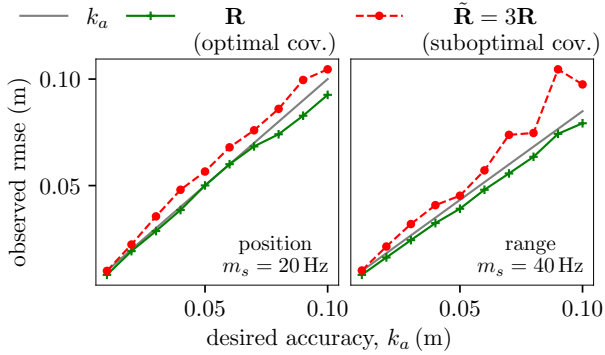 k_a R R̃ = 3R
(optimal cov.) (suboptimal cov.)
observed rmse (m)
0.10
0.05
position
m_s = 20 Hz
range
m_s = 40 Hz
0.05 0.10 0.05 0.10
desired accuracy, k_a (m)